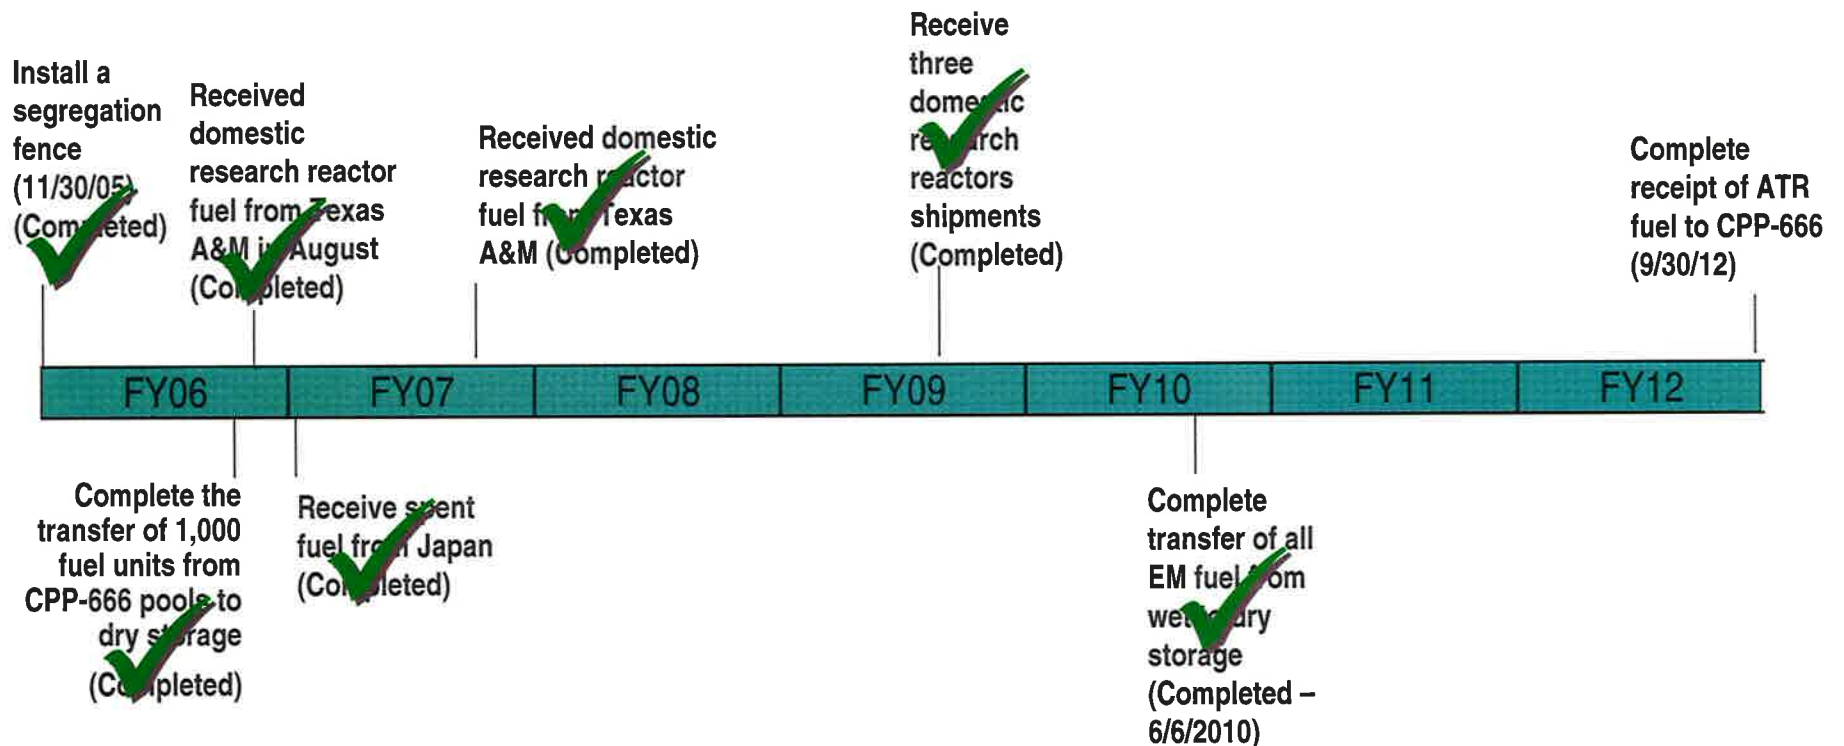 Install a
segregation
fence
(11/30/05)
(Completed)
Received
domestic
research reactor
fuel from Texas
A&M in August
(Completed)
Received domestic
research reactor
fuel from Texas
A&M (Completed)
Receive
three
domestic
research
reactors
shipments
(Completed)
Complete
receipt of ATR
fuel to CPP-666
(9/30/12)
FY06 FY07 FY08 FY09 FY10 FY11 FY12
Complete the
transfer of 1,000
fuel units from
CPP-666 pools to
dry storage
(Completed)
Receive spent
fuel from Japan
(Completed)
Complete
transfer of all
EM fuel from
wet to dry
storage
(Completed –
6/6/2010)